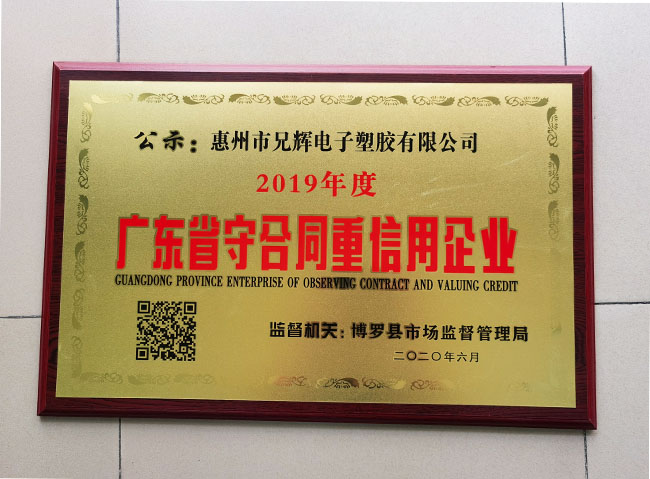 公示：惠州市兄辉电子塑胶有限公司
2019年度
广东省守合同重信用企业
GUANGDONG PROVINCE ENTERPRISE OF OBSERVING CONTRACT AND VALUING CREDIT
监督机关：博罗县市场监督管理局
二〇二〇年六月